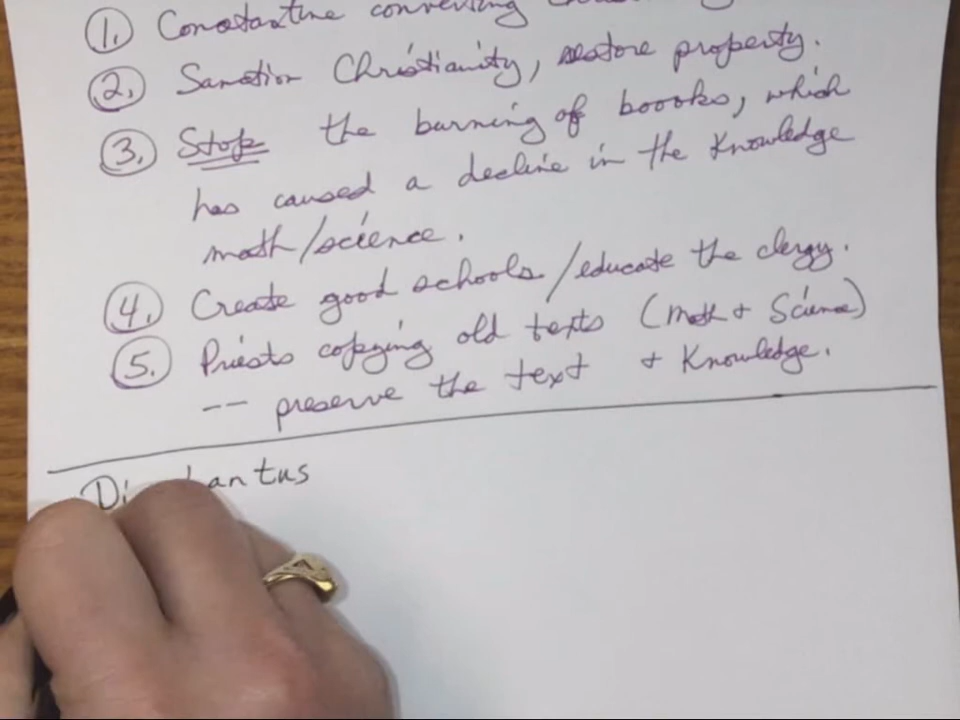 1. Constantine converting
2. Sanction Christianity, restore property.
3. Stop the burning of boooks, which
has caused a decline in the Knowledge
math/science.
4. Create good schools/educate the clergy.
5. Priests copying old texts (Math + Science)
-- preserve the text + Knowledge.
antus